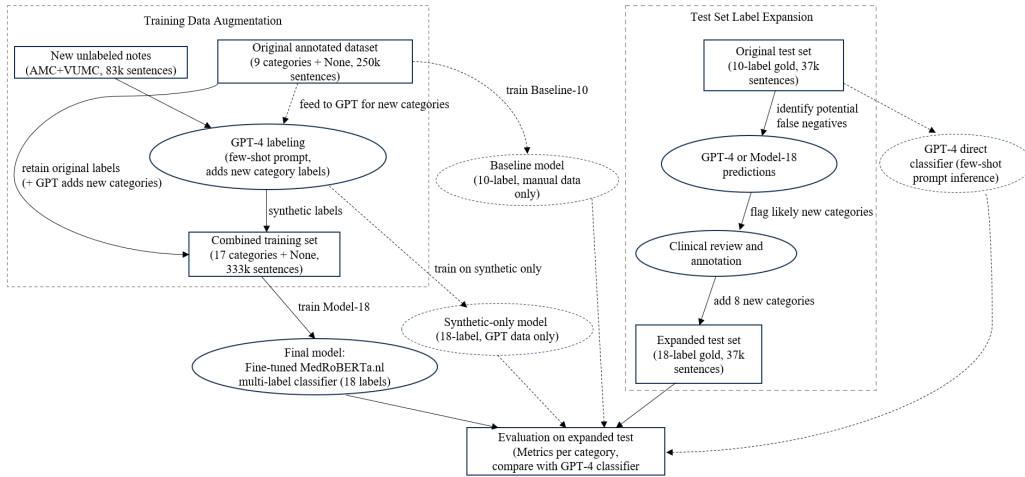 Training Data Augmentation
New unlabeled notes
(AMC+VUMC, 83k sentences)
Original annotated dataset
(9 categories + None, 250k
sentences)
feed to GPT for new categories
train Baseline-10
GPT-4 labeling
(few-shot prompt,
adds new category labels)
retain original labels
(+ GPT adds new categories)
synthetic labels
Combined training set
(17 categories + None,
333k sentences)
train Model-18
train on synthetic only
Baseline model
(10-label, manual data
only)
Synthetic-only model
(18-label, GPT data only)
Final model:
Fine-tuned MedRoBERTa.nl
multi-label classifier (18 labels)
Test Set Label Expansion
Original test set
(10-label gold, 37k
sentences)
identify potential
false negatives
GPT-4 or Model-18
predictions
GPT-4 direct
classifier (few-shot
prompt inference)
flag likely new categories
Clinical review and
annotation
add 8 new categories
Expanded test set
(18-label gold, 37k
sentences)
Evaluation on expanded test
(Metrics per category,
compare with GPT-4 classifier